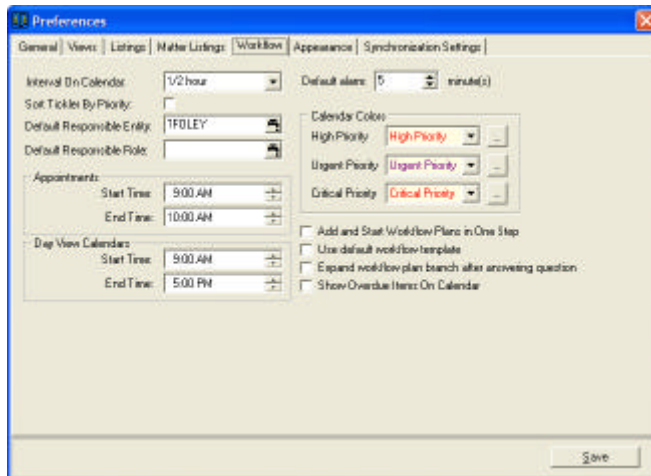 Preferences
General Views Listings Matter Listings Workflow Appearance Synchronization Settings
Interval On Calendar: 1/2 hour Default alarm: 5 minute(s)
Sort Tickler By Priority:
Default Responsible Entity: TFOLEY
Default Responsible Role:
Calendar Colors
High Priority High Priority ...
Urgent Priority Urgent Priority ...
Critical Priority Critical Priority ...
Appointments
Start Time: 9:00 AM
End Time: 10:00 AM
Day View Calendars
Start Time: 9:00 AM
End Time: 5:00 PM
Add and Start Workflow Plans in One Step
Use default workflow template
Expand workflow plan branch after answering question
Show Overdue Items On Calendar
Save